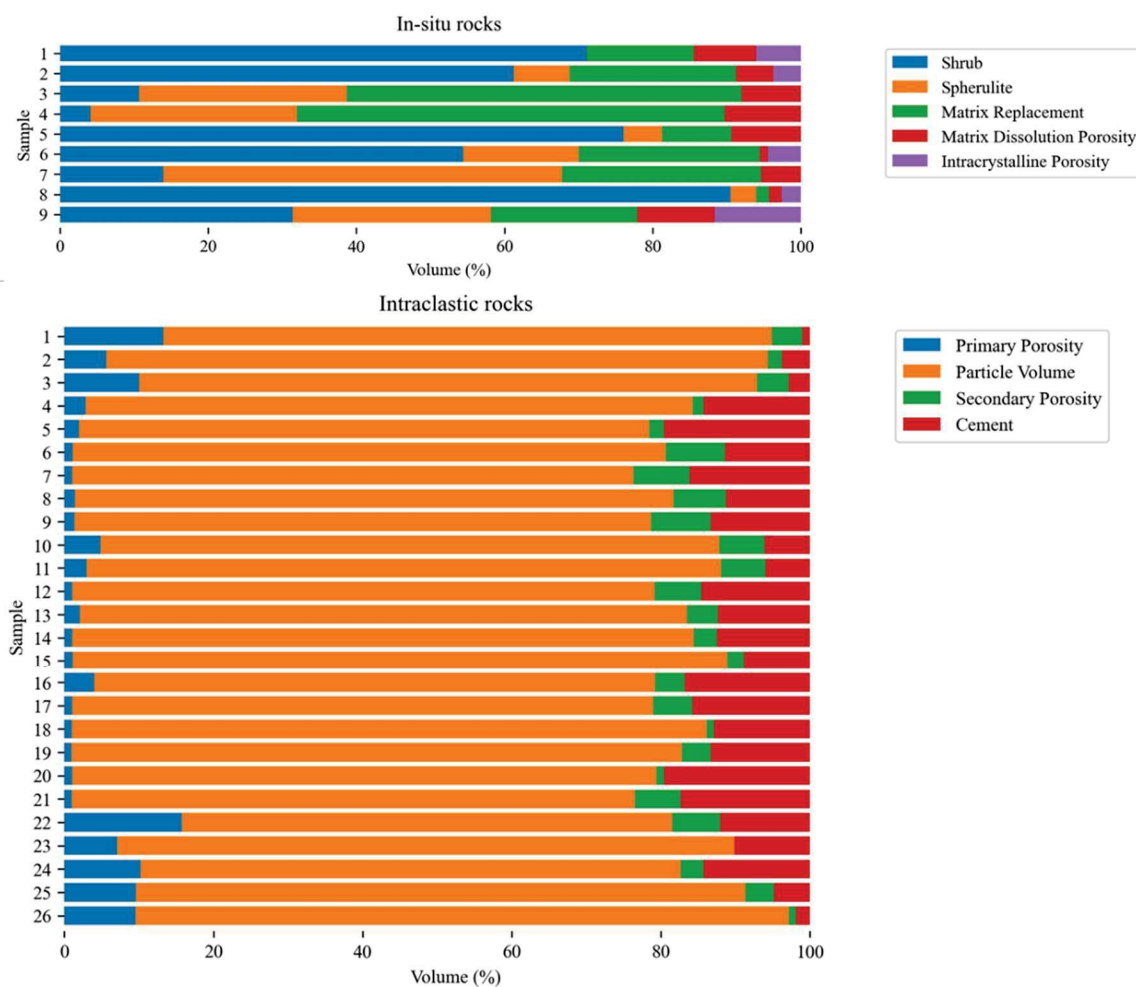 In-situ rocks
Sample
1
2
3
4
5
6
7
8
9
0 20 40 60 80 100
Volume (%)
Shrub
Spherulite
Matrix Replacement
Matrix Dissolution Porosity
Intracrystalline Porosity
Intraclastic rocks
Sample
1
2
3
4
5
6
7
8
9
10
11
12
13
14
15
16
17
18
19
20
21
22
23
24
25
26
0 20 40 60 80 100
Volume (%)
Primary Porosity
Particle Volume
Secondary Porosity
Cement